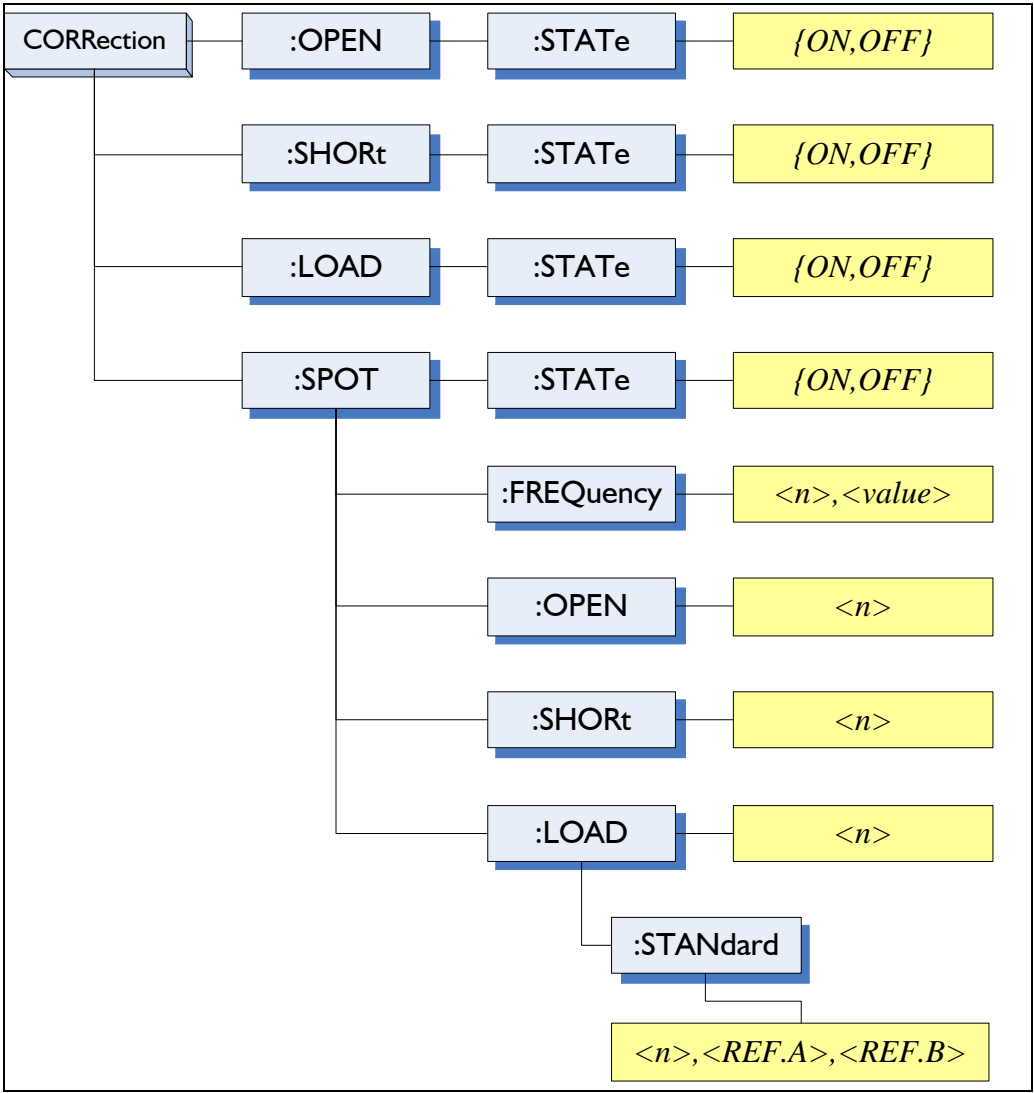 CORRection :OPEN :STATe {ON,OFF}
:SHORt :STATe {ON,OFF}
:LOAD :STATe {ON,OFF}
:SPOT :STATe {ON,OFF}
:FREQuency <n>,<value>
:OPEN <n>
:SHORt <n>
:LOAD <n>
:STANdard
<n>,<REF.A>,<REF.B>